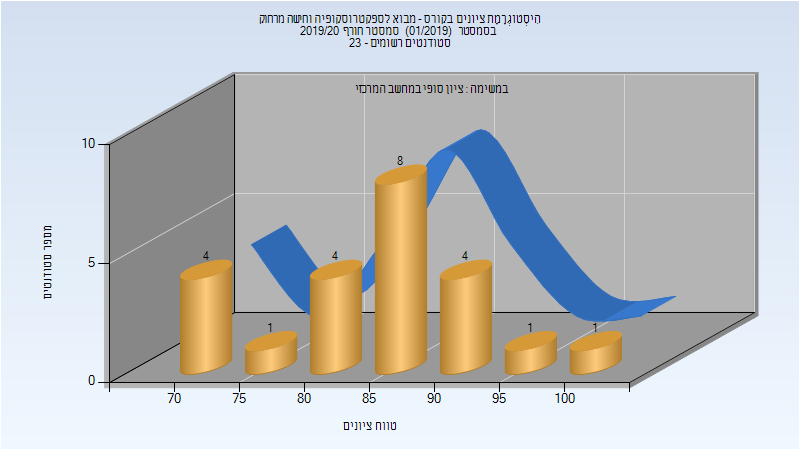 הִיסְטוֹגְרָמַת ציונים בקורס - מבוא לספקטרוסקופיה וחישה מרחוק
בסמסטר (01/2019) סמסטר חורף 2019/20
סטודנטים רשומים - 23
במשימה : ציון סופי במחשב המרכזי
מספר סטודנטים
10
5
0
4
1
4
8
4
1
1
70
75
80
85
90
95
100
טווח ציונים